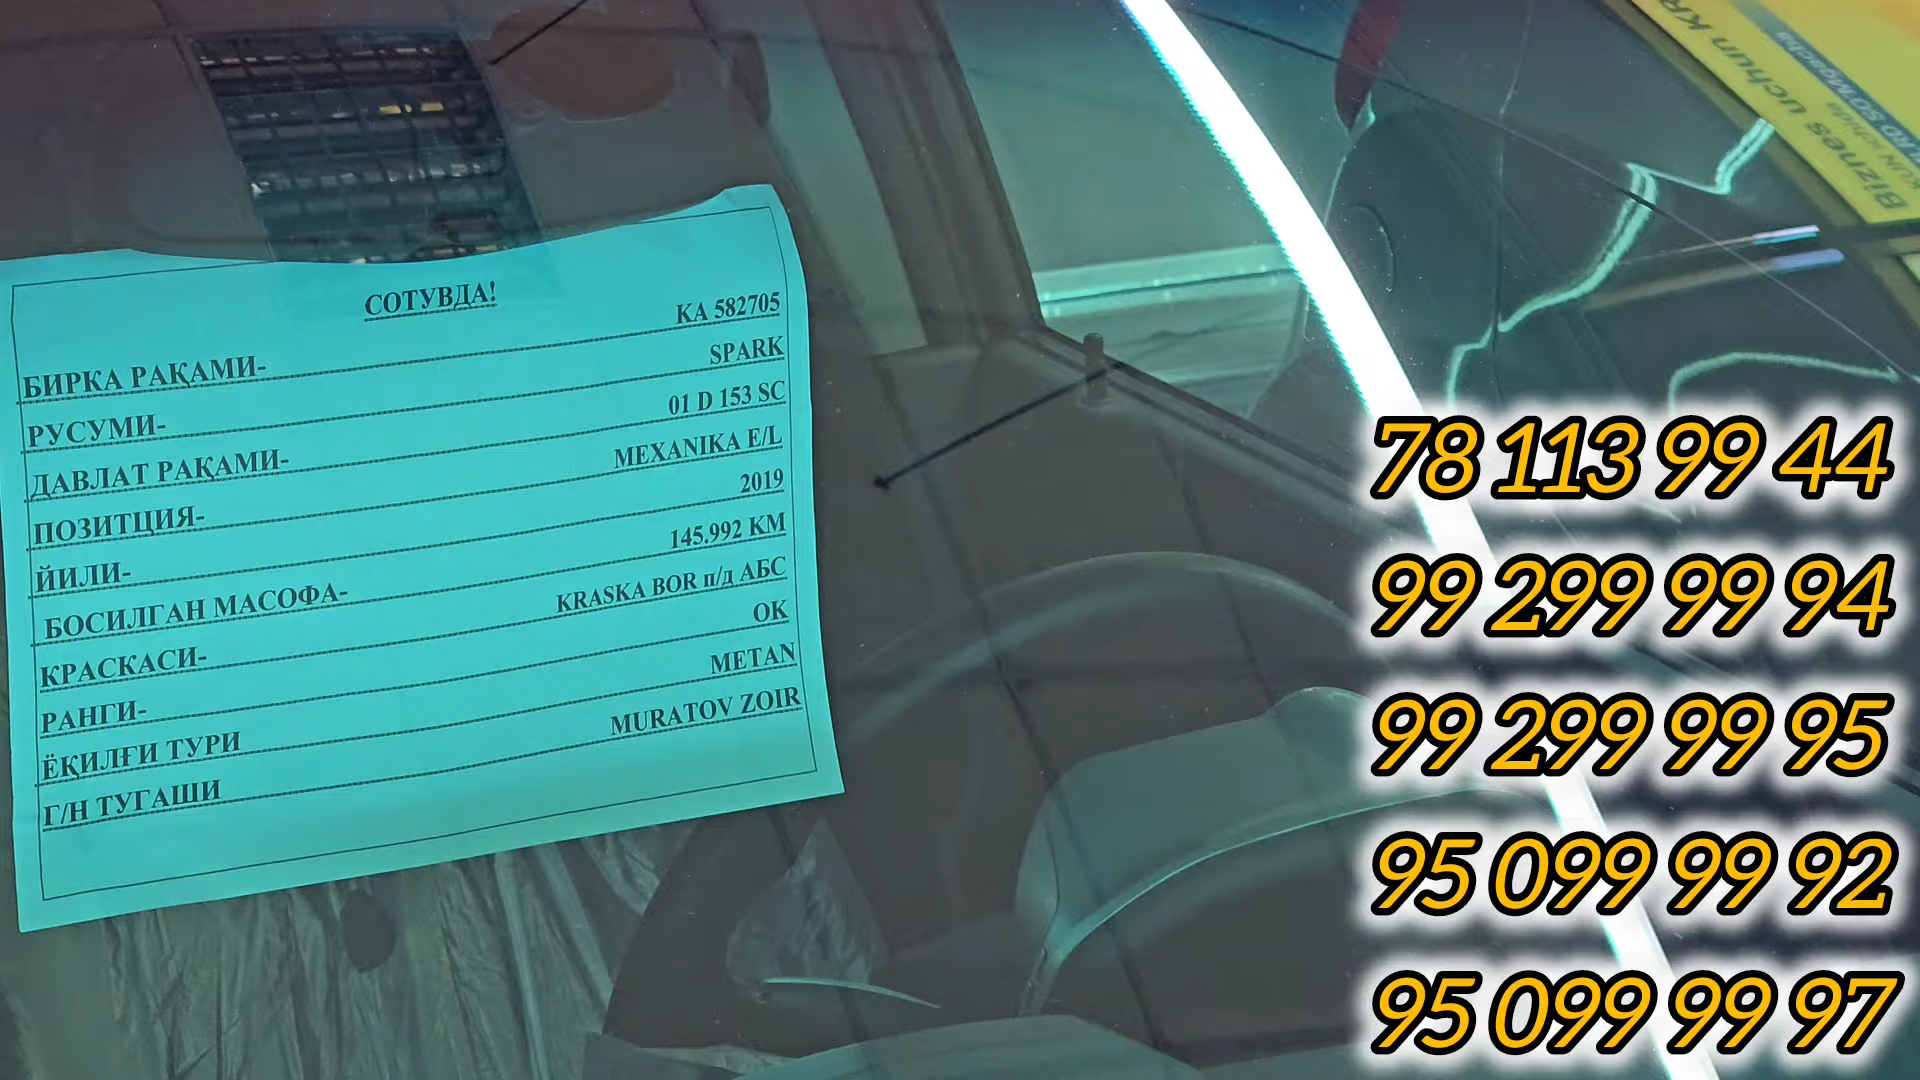 СОТУВДА!
БИРКА РАҚАМИ- КА 582705
РУСУМИ- SPARK
ДАВЛАТ РАҚАМИ- 01 D 153 SC
ПОЗИТЦИЯ- MEXANIKA E/L
ЙИЛИ- 2019
БОСИЛГАН МАСОФА- 145.992 KM
КРАСКАСИ- KRASKA BOR п/д АБС
РАНГИ- OK
ЁҚИЛҒИ ТУРИ METAN
Г/Н ТУГАШИ MURATOV ZOIR
Biznes uchun
78 113 99 44
99 299 99 94
99 299 99 95
95 099 99 92
95 099 99 97